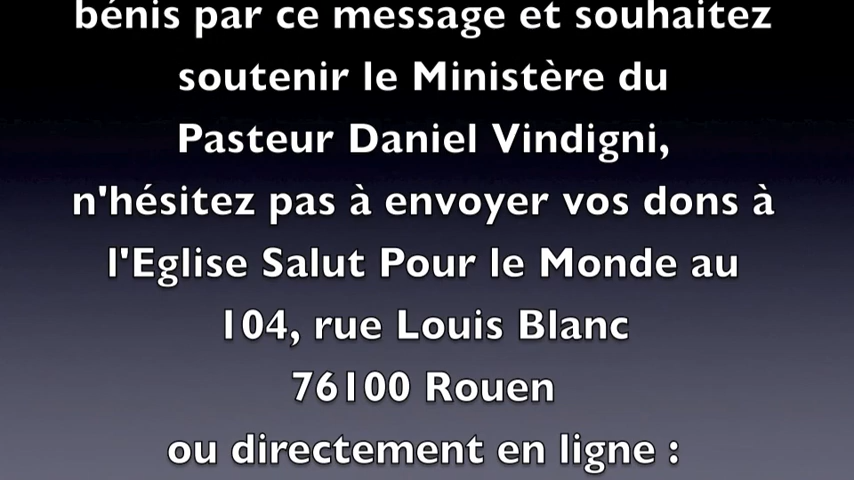 bénis par ce message et souhaitez
soutenir le Ministère du
Pasteur Daniel Vindigni,
n'hésitez pas à envoyer vos dons à
l'Eglise Salut Pour le Monde au
104, rue Louis Blanc
76100 Rouen
ou directement en ligne :